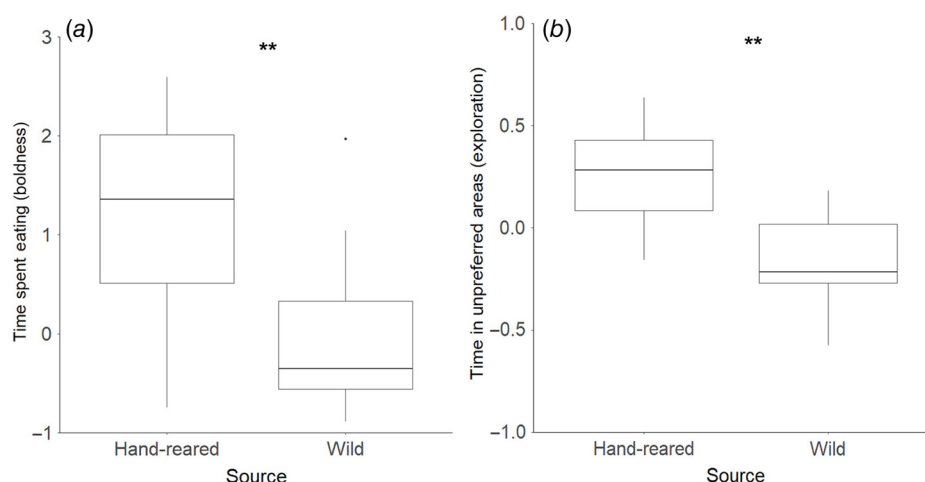 (a)
**
Time spent eating (boldness)
3
2
1
0
–1
Hand-reared Wild
Source
(b)
**
Time in unpreferred areas (exploration)
1.0
0.5
0.0
–0.5
–1.0
Hand-reared Wild
Source